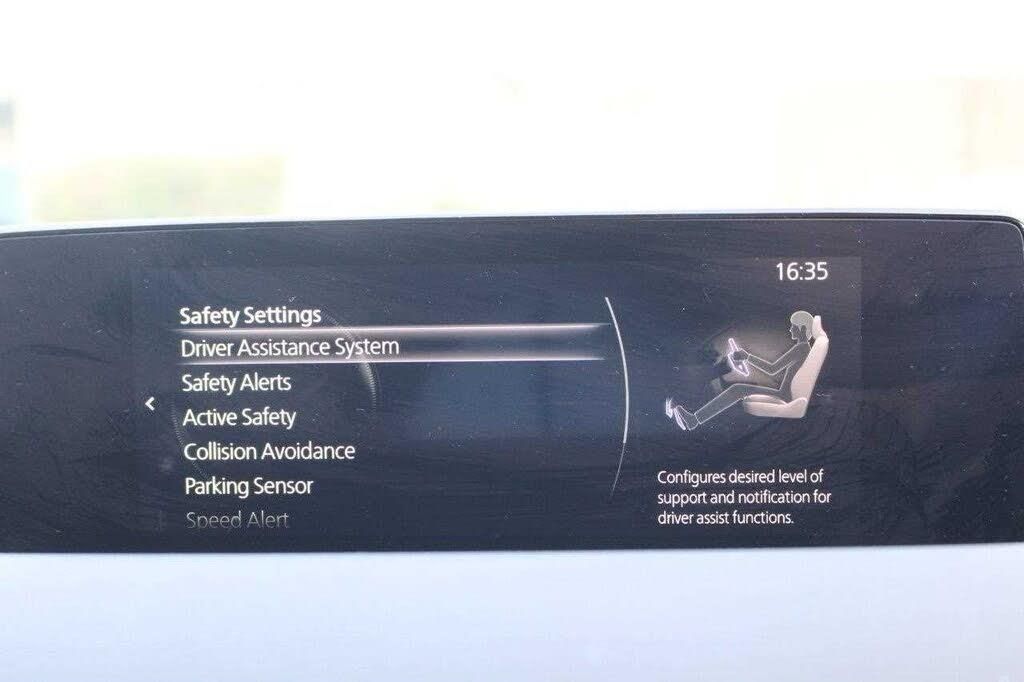 16:35
Safety Settings
Driver Assistance System
Safety Alerts
Active Safety
Collision Avoidance
Parking Sensor
Speed Alert
Configures desired level of
support and notification for
driver assist functions.